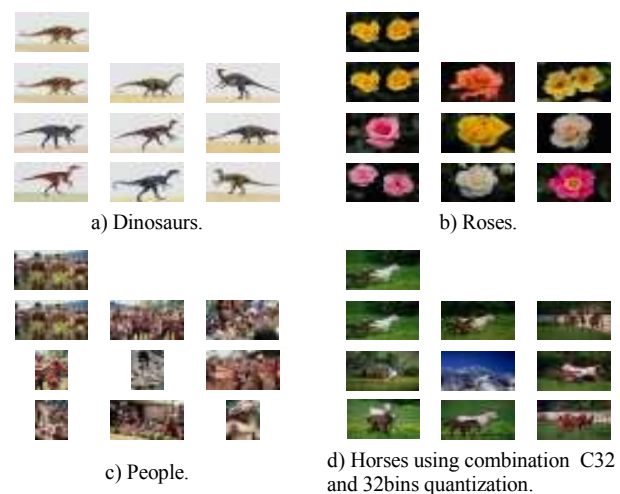 a) Dinosaurs.
b) Roses.
c) People.
d) Horses using combination C32
and 32bins quantization.